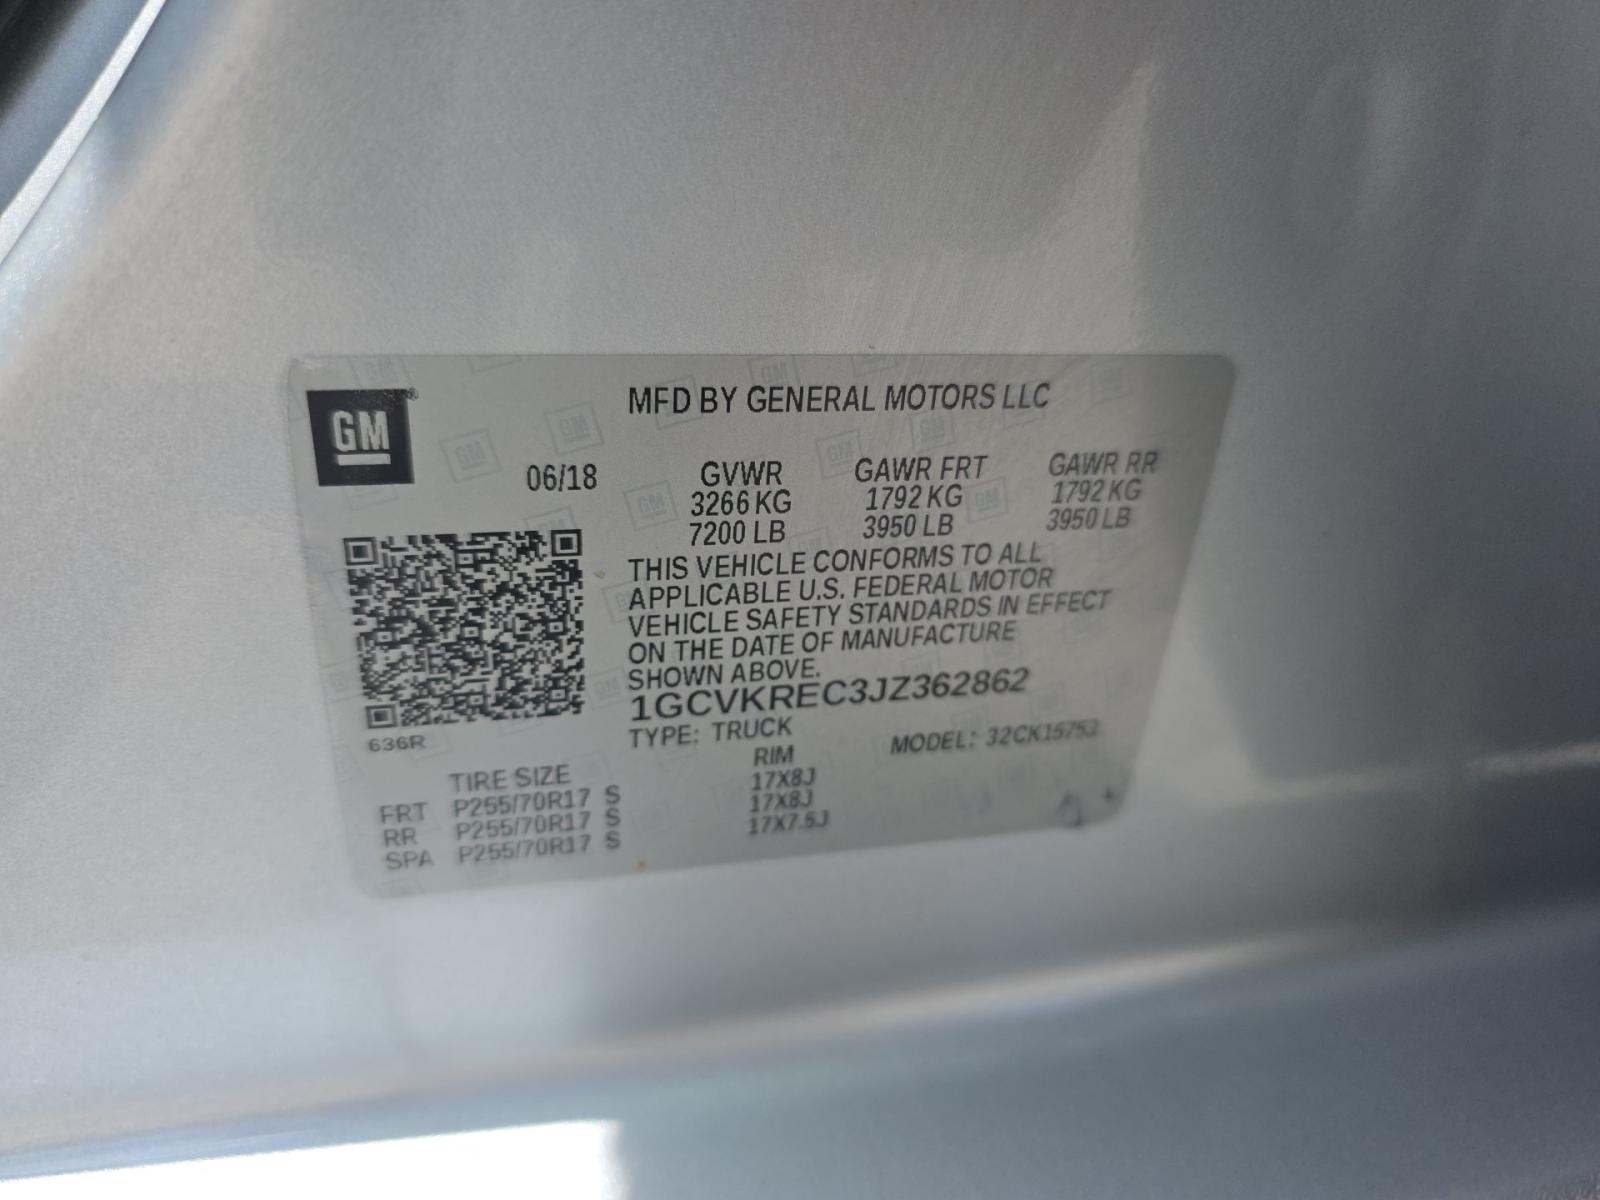 GM
MFD BY GENERAL MOTORS LLC
06/18 GVWR GAWR FRT GAWR RR
3266 KG 1792 KG 1792 KG
7200 LB 3950 LB 3950 LB
THIS VEHICLE CONFORMS TO ALL
APPLICABLE U.S. FEDERAL MOTOR
VEHICLE SAFETY STANDARDS IN EFFECT
ON THE DATE OF MANUFACTURE
SHOWN ABOVE.
1GCVKREC3JZ362862
636R
TYPE: TRUCK MODEL: 32CK15753
TIRE SIZE RIM
FRT P255/70R17 S 17X8J
RR P255/70R17 S 17X8J
SPA P255/70R17 S 17X7.5J